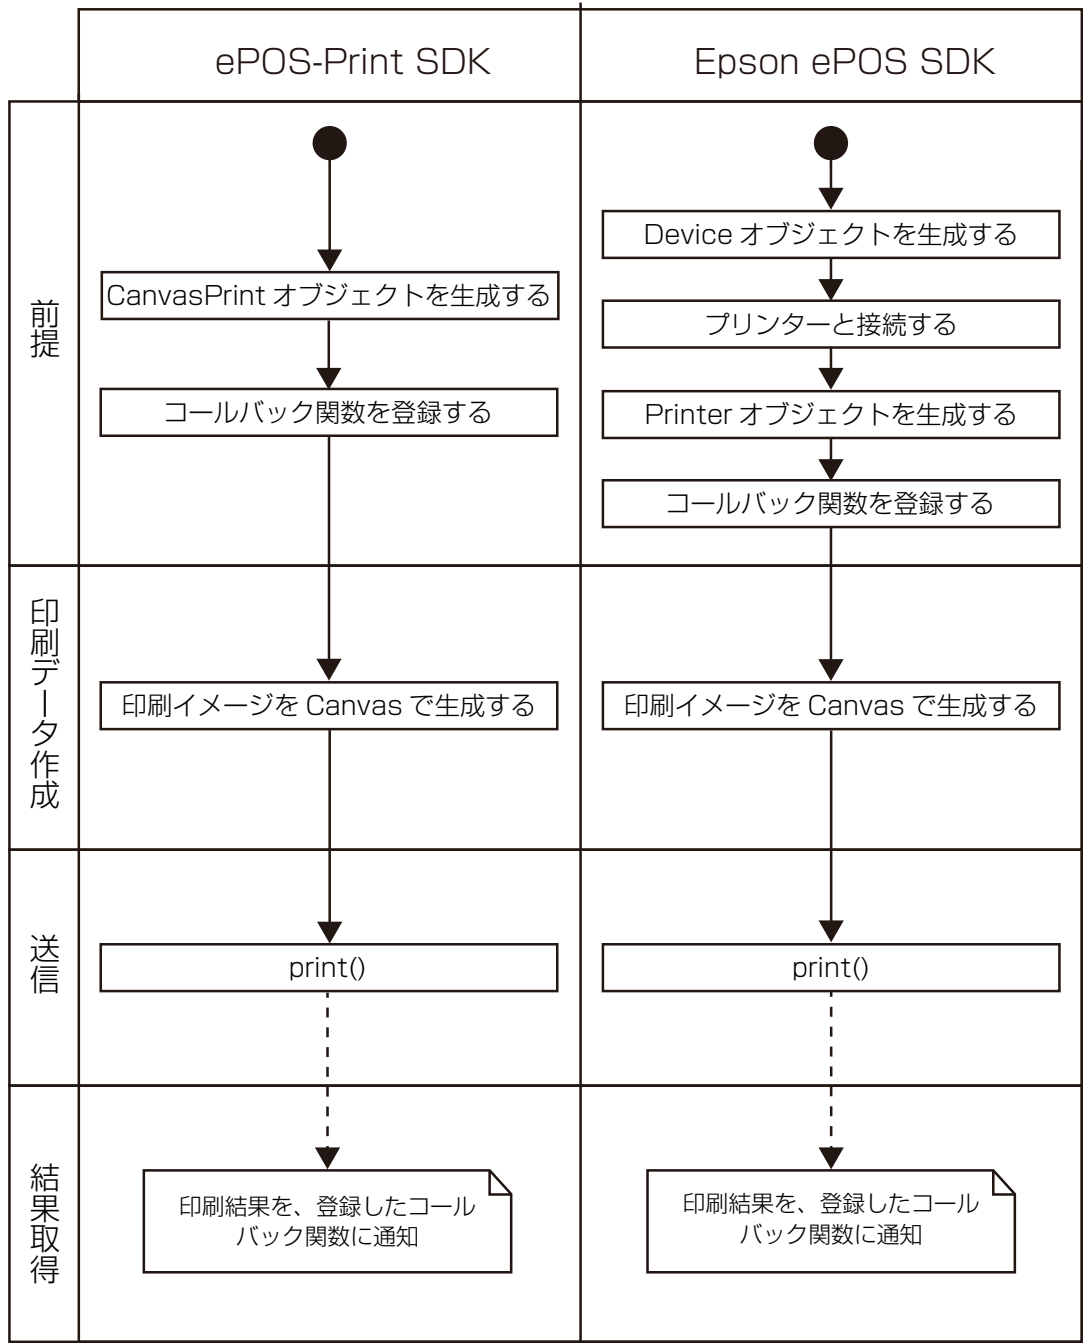 ePOS-Print SDK
Epson ePOS SDK
前提
CanvasPrint オブジェクトを生成する
コールバック関数を登録する
Device オブジェクトを生成する
プリンターと接続する
Printer オブジェクトを生成する
コールバック関数を登録する
印刷データ作成
印刷イメージを Canvas で生成する
印刷イメージを Canvas で生成する
送信
print()
print()
結果取得
印刷結果を、登録したコール
バック関数に通知
印刷結果を、登録したコール
バック関数に通知